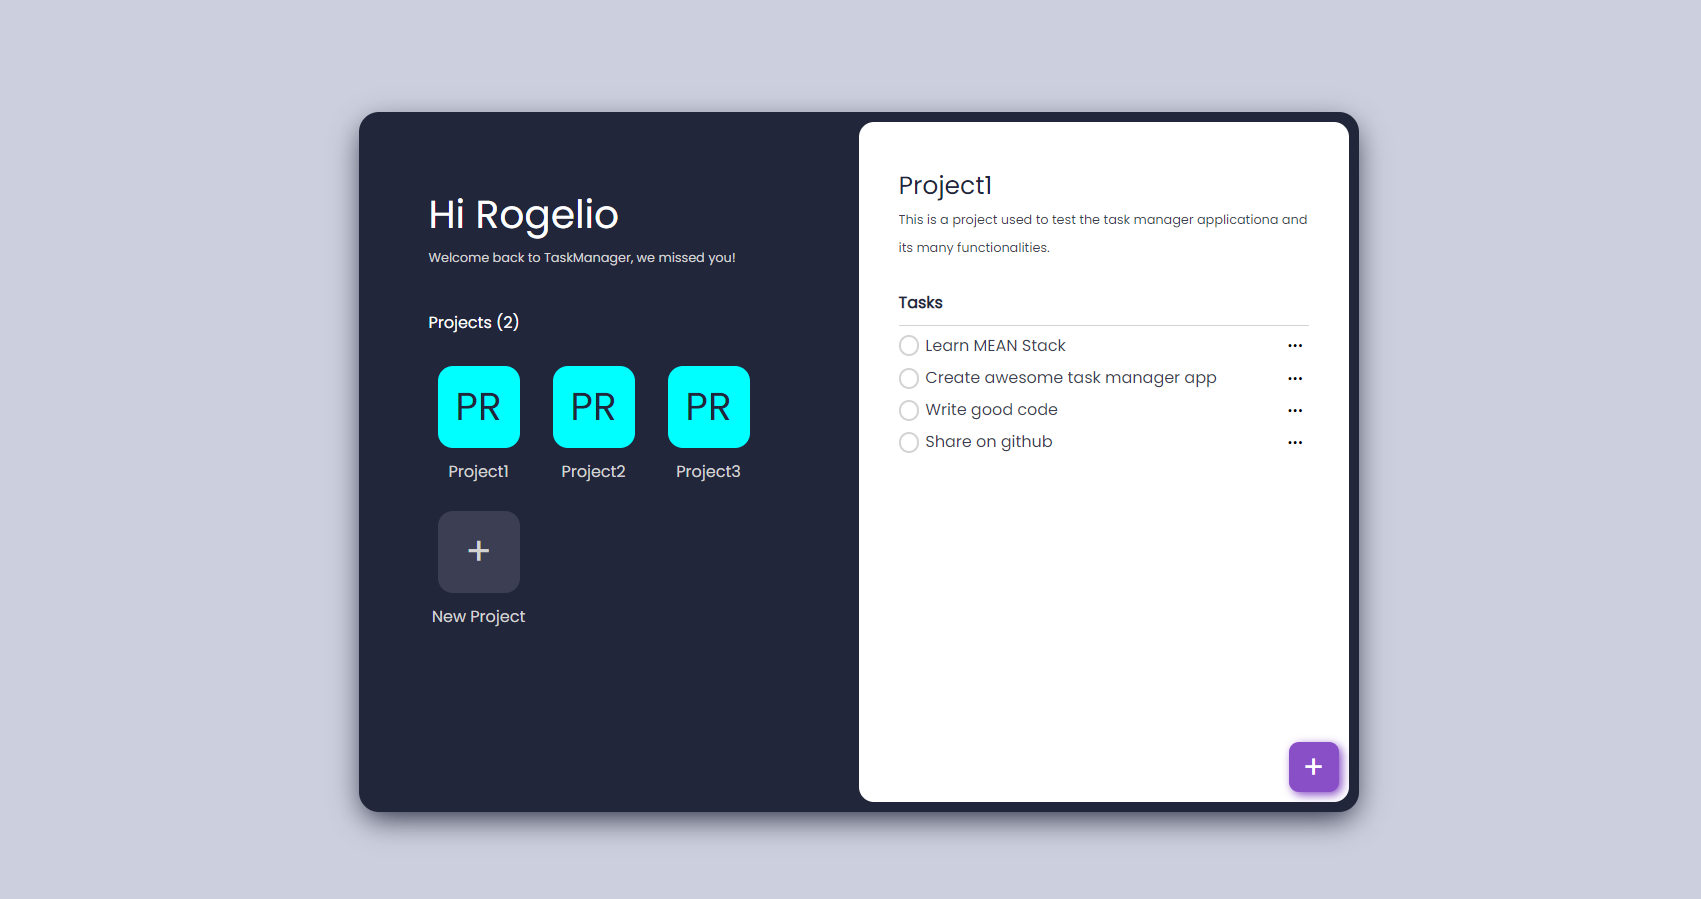 Hi Rogelio
Welcome back to TaskManager, we missed you!
Projects (2)
PR
PR
PR
Project1
Project2
Project3
+
New Project
Project1
This is a project used to test the task manager applicationa and
its many functionalities.
Tasks
Learn MEAN Stack
Create awesome task manager app
Write good code
Share on github
+